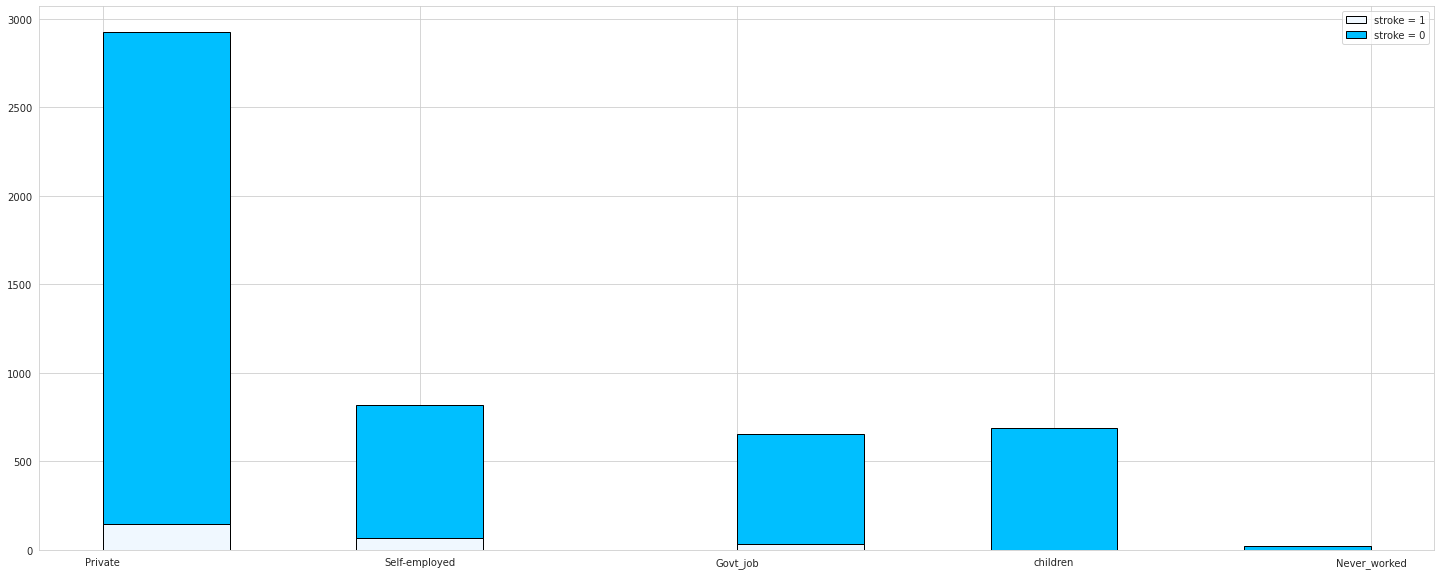 3000
2500
2000
1500
1000
500
0
stroke = 1
stroke = 0
Private Self-employed Govt_job children Never_worked